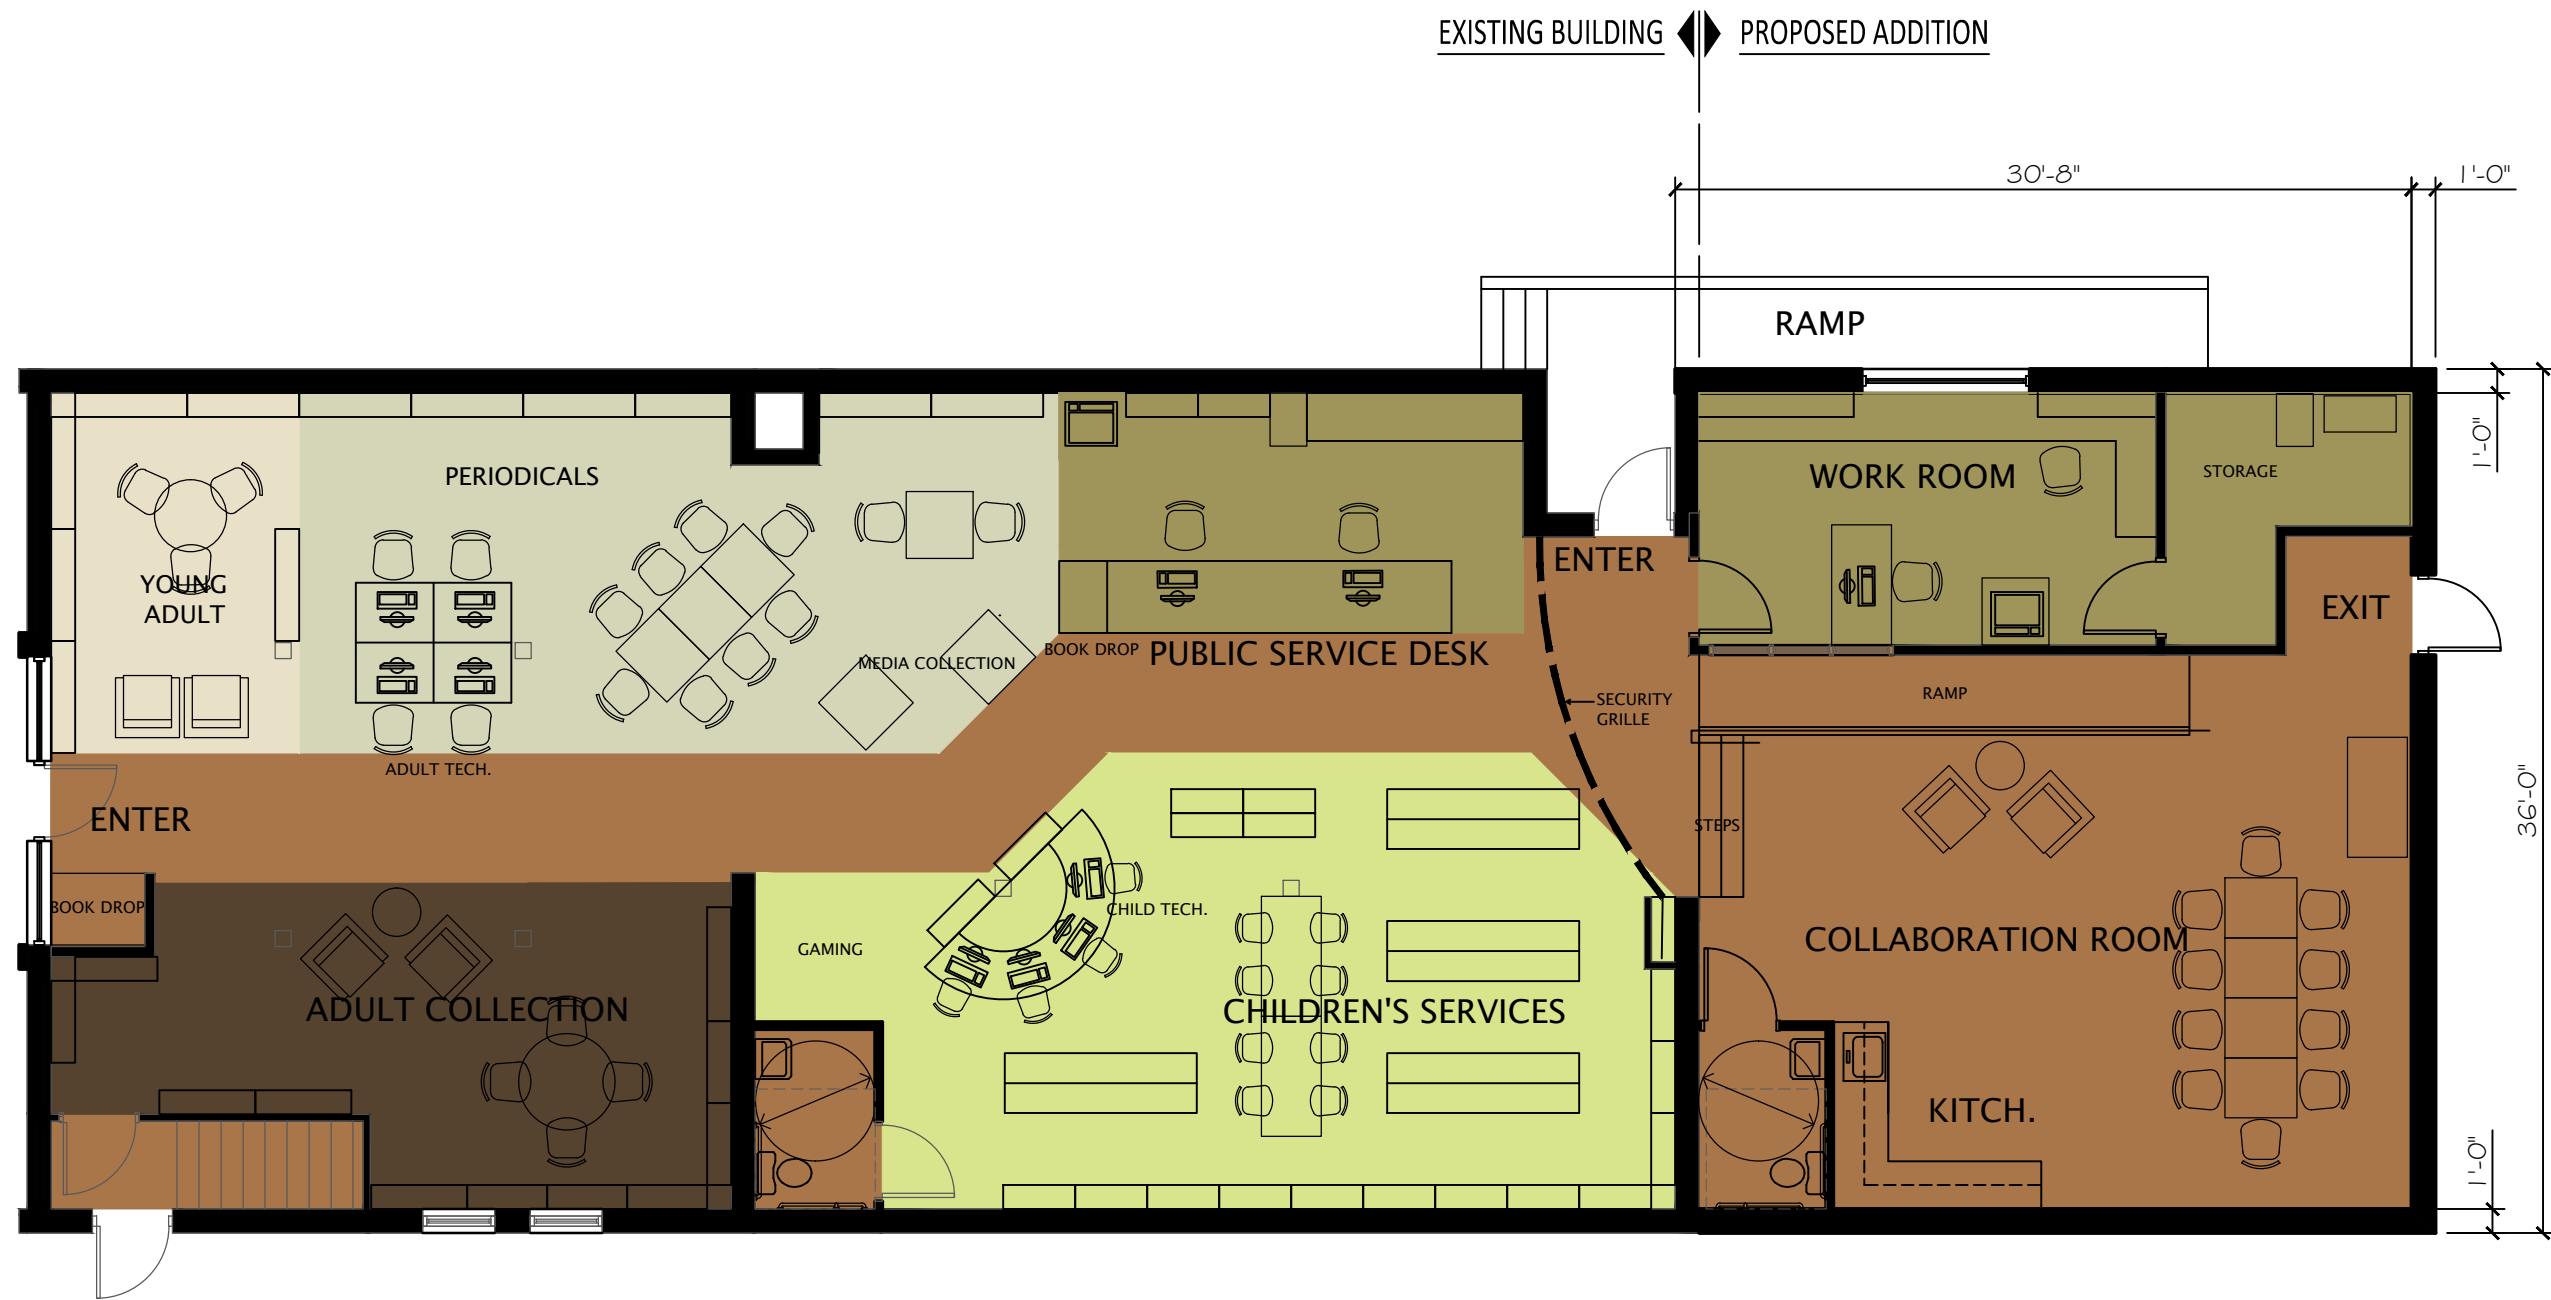 EXISTING BUILDING PROPOSED ADDITION
30'-8" 1'-0"
RAMP
1'-0"
PERIODICALS
WORK ROOM
STORAGE
ENTER
YOUNG
ADULT
EXIT
BOOK DROP
PUBLIC SERVICE DESK
MEDIA COLLECTION
SECURITY
GRILLE
RAMP
ADULT TECH.
36'-0"
ENTER
STEPS
BOOK DROP
CHILD TECH.
GAMING
COLLABORATION ROOM
ADULT COLLECTION
CHILDREN'S SERVICES
KITCH.
1'-0"